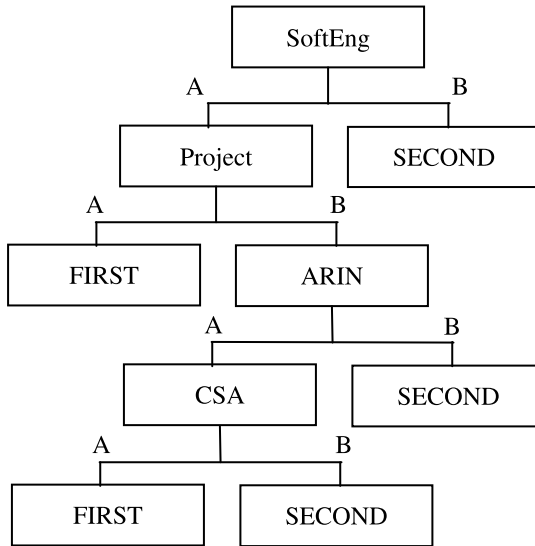 SoftEng
A B
Project SECOND
A B
FIRST ARIN
A B
CSA SECOND
A B
FIRST SECOND